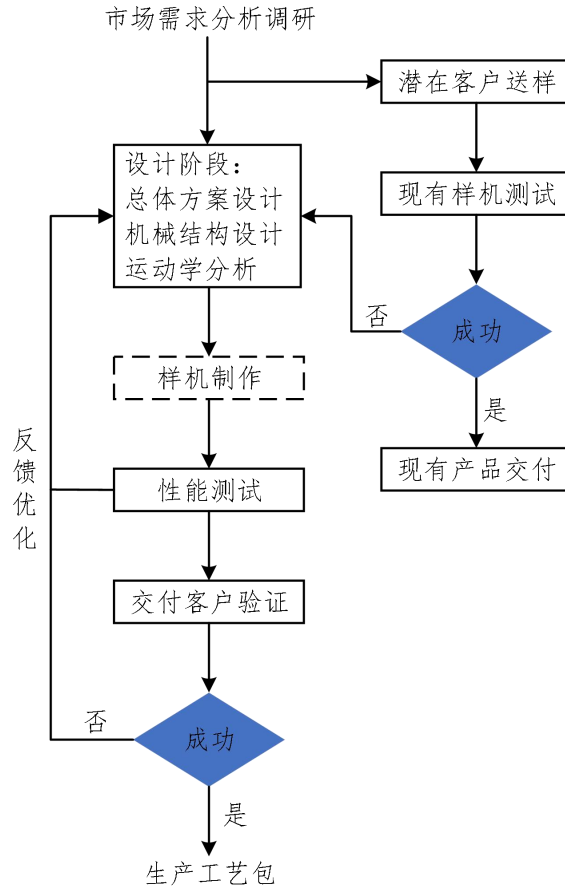 市场需求分析调研
潜在客户送样
设计阶段：
总体方案设计
机械结构设计
运动学分析
现有样机测试
否
成功
是
现有产品交付
样机制作
反馈优化
性能测试
交付客户验证
否
成功
是
生产工艺包